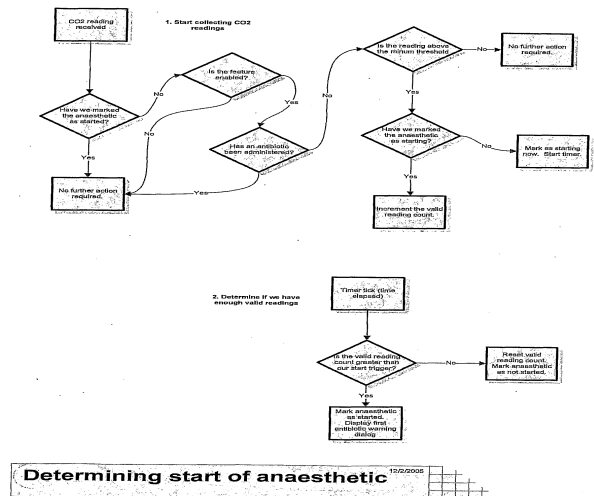 CO2 reading
received
1. Start collecting CO2
readings
Is the feature
enabled?
Is the reading above
the minum threshold
No
No further action
required.
No
Have we marked
the anaesthetic
as started?
Yes
No
Yes
No
Has an antibiotic
been administered?
Have we marked
the anaesthetic
as starting?
No
Mark as starting
now. Start timer.
Yes
No further action
required.
Yes
Yes
Increment the valid
reading count.
2. Determine if we have
enough valid readings
Timer tick (time
elapsed)
Is the valid reading
count greater than
our start trigger?
No
Reset valid
reading count.
Mark anaesthetic
as not started.
Yes
Mark anaesthetic
as started.
Display first
antibiotic warning
dialog
Determining start of anaesthetic 12/2/2005